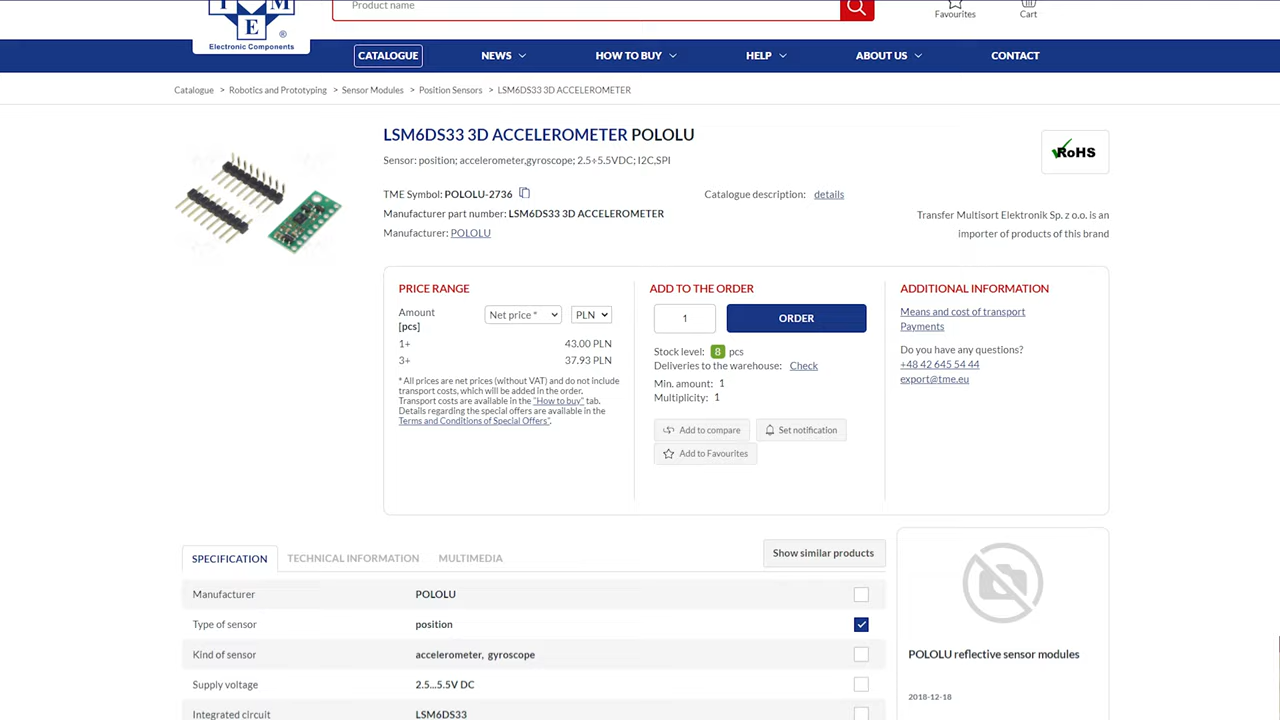 Product name
T M E ®
Electronic Components
Favourites
Cart
CATALOGUE NEWS HOW TO BUY HELP ABOUT US CONTACT
Catalogue > Robotics and Prototyping > Sensor Modules > Position Sensors > LSM6DS33 3D ACCELEROMETER
LSM6DS33 3D ACCELEROMETER POLOLU
Sensor: position; accelerometer,gyroscope; 2.5÷5.5VDC; I2C,SPI
RoHS
TME Symbol: POLOLU-2736
Manufacturer part number: LSM6DS33 3D ACCELEROMETER
Manufacturer: POLOLU
Catalogue description: details
Transfer Multisort Elektronik Sp. z o.o. is an
importer of products of this brand
PRICE RANGE
Amount
[pcs]
Net price *
PLN
1+ 43.00 PLN
3+ 37.93 PLN
* All prices are net prices (without VAT) and do not include
transport costs, which will be added in the order.
Transport costs are available in the "How to buy" tab.
Details regarding the special offers are available in the
Terms and Conditions of Special Offers".
ADD TO THE ORDER
1
ORDER
Stock level: 8 pcs
Deliveries to the warehouse: Check
Min. amount: 1
Multiplicity: 1
Add to compare
Set notification
Add to Favourites
ADDITIONAL INFORMATION
Means and cost of transport
Payments
Do you have any questions?
+48 42 645 54 44
export@tme.eu
SPECIFICATION TECHNICAL INFORMATION MULTIMEDIA
Show similar products
Manufacturer POLOLU
Type of sensor position
Kind of sensor accelerometer, gyroscope
Supply voltage 2.5...5.5V DC
Integrated circuit LSM6DS33
POLOLU reflective sensor modules
2018-12-18